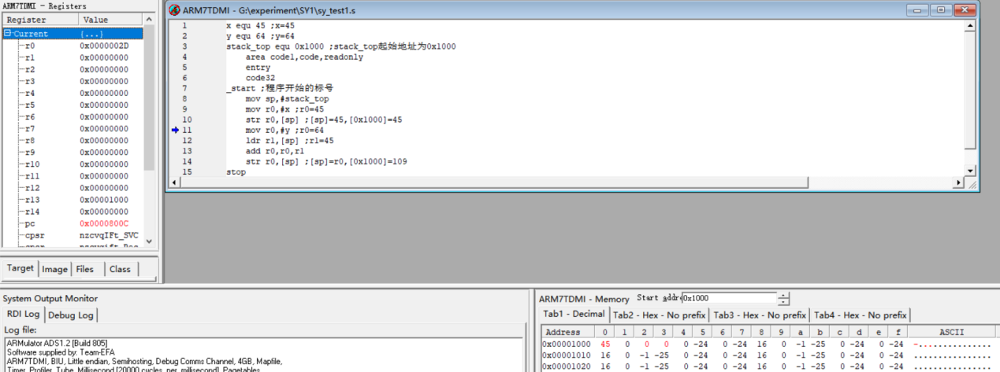 ARM7TDMI - Registers
Register Value
Current {...}
r0 0x0000002D
r1 0x00000000
r2 0x00000000
r3 0x00000000
r4 0x00000000
r5 0x00000000
r6 0x00000000
r7 0x00000000
r8 0x00000000
r9 0x00000000
r10 0x00000000
r11 0x00000000
r12 0x00000000
r13 0x00001000
r14 0x00000000
pc 0x0000800C
cpsr nzcvqIFt_SVC
Target Image Files Class
ARM7TDMI - G:\experiment\SY1\sy_test1.s
1 x equ 45 ;x=45
2 y equ 64 ;y=64
3 stack_top equ 0x1000 ;stack_top起始地址为0x1000
4 area code1,code,readonly
5 entry
6 code32
7 _start ;程序开始的标号
8 mov sp,#stack_top
9 mov r0,#x ;r0=45
10 str r0,[sp] ;[sp]=45,[0x1000]=45
11 mov r0,#y ;r0=64
12 ldr r1,[sp] ;r1=45
13 add r0,r0,r1
14 str r0,[sp] ;[sp]=r0,[0x1000]=109
15 stop
System Output Monitor
RDI Log Debug Log
Log file:
ARMulator ADS1.2 [Build 805]
Software supplied by: Team-EFA
ARM7TDMI, BIU, Little endian, Semihosting, Debug Comms Channel, 4GB, Mapfile,
Timer, Profiler, Tube, Millisecond [20000 cycles_per_millisecond], Pagetables,
ARM7TDMI - Memory Start addre 0x1000
Tab1 - Decimal Tab2 - Hex - No prefix Tab3 - Hex - No prefix Tab4 - Hex - No prefix
Address 0 1 2 3 4 5 6 7 8 9 a b c d e f ASCII
0x00001000 45 0 0 0 0 -24 0 -24 16 0 -1 -25 0 -24 0 -24 -...............
0x00001010 16 0 -1 -25 0 -24 0 -24 16 0 -1 -25 0 -24 0 -24 ................
0x00001020 16 0 -1 -25 0 -24 0 -24 16 0 -1 -25 0 -24 0 -24 ................